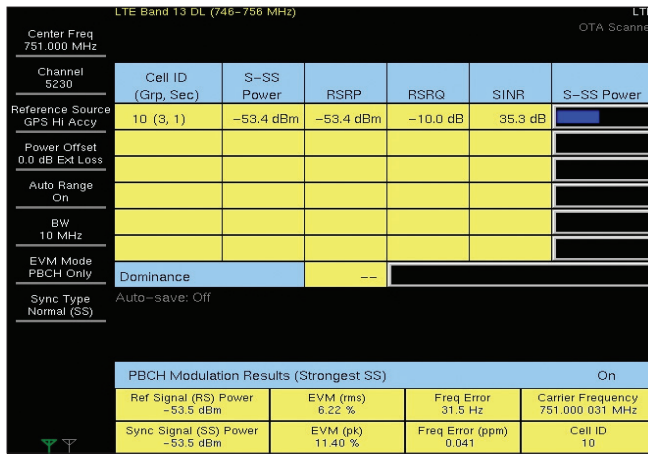 LTE Band 13 DL (746-756 MHz)
LTE
OTA Scanne
Center Freq
751.000 MHz
Channel
5230
Reference Source
GPS Hi Accy
Power Offset
0.0 dB Ext Loss
Auto Range
On
BW
10 MHz
EVM Mode
PBCH Only
Sync Type
Normal (SS)
Cell ID
(Grp, Sec)
S-SS
Power
RSRP
RSRQ
SINR
S-SS Power
10 (3, 1)
-53.4 dBm
-53.4 dBm
-10.0 dB
35.3 dB
Dominance
--
Auto-save: Off
PBCH Modulation Results (Strongest SS)
On
Ref Signal (RS) Power
-53.5 dBm
EVM (rms)
6.22 %
Freq Error
31.5 Hz
Carrier Frequency
751.000 031 MHz
Sync Signal (SS) Power
-53.5 dBm
EVM (pk)
11.40 %
Freq Error (ppm)
0.041
Cell ID
10